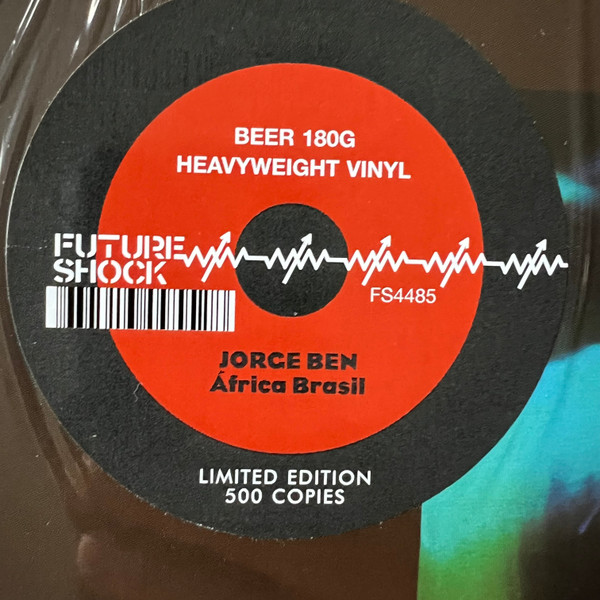 BEER 180G
HEAVYWEIGHT VINYL
FUTURE
SHOCK
FS4485
JORGE BEN
África Brasil
LIMITED EDITION
500 COPIES